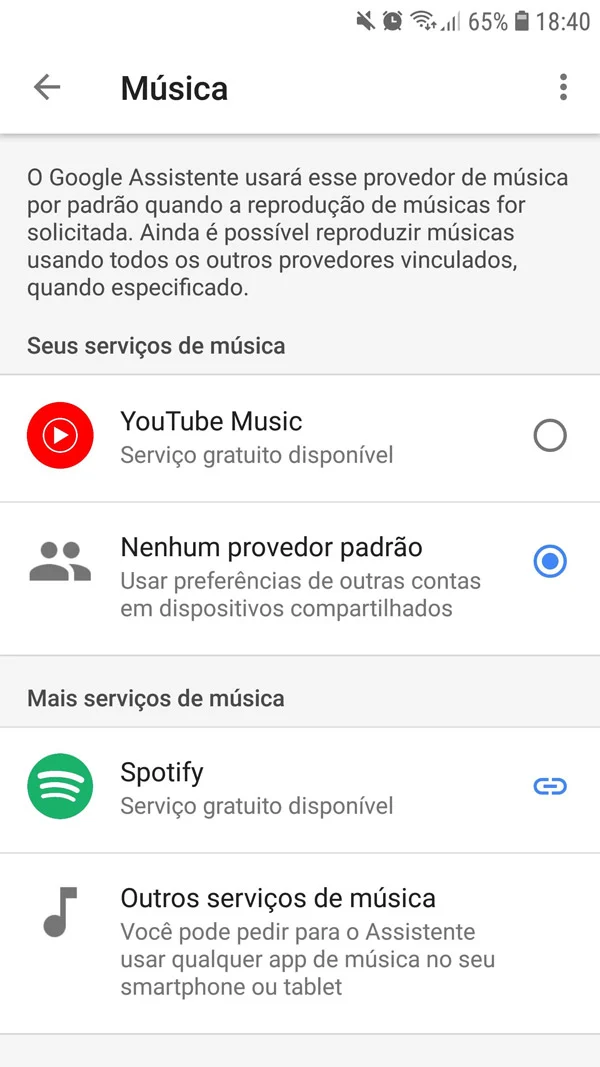 65% 18:40
Música
O Google Assistente usará esse provedor de música
por padrão quando a reprodução de músicas for
solicitada. Ainda é possível reproduzir músicas
usando todos os outros provedores vinculados,
quando especificado.
Seus serviços de música
YouTube Music
Serviço gratuito disponível
Nenhum provedor padrão
Usar preferências de outras contas
em dispositivos compartilhados
Mais serviços de música
Spotify
Serviço gratuito disponível
Outros serviços de música
Você pode pedir para o Assistente
usar qualquer app de música no seu
smartphone ou tablet